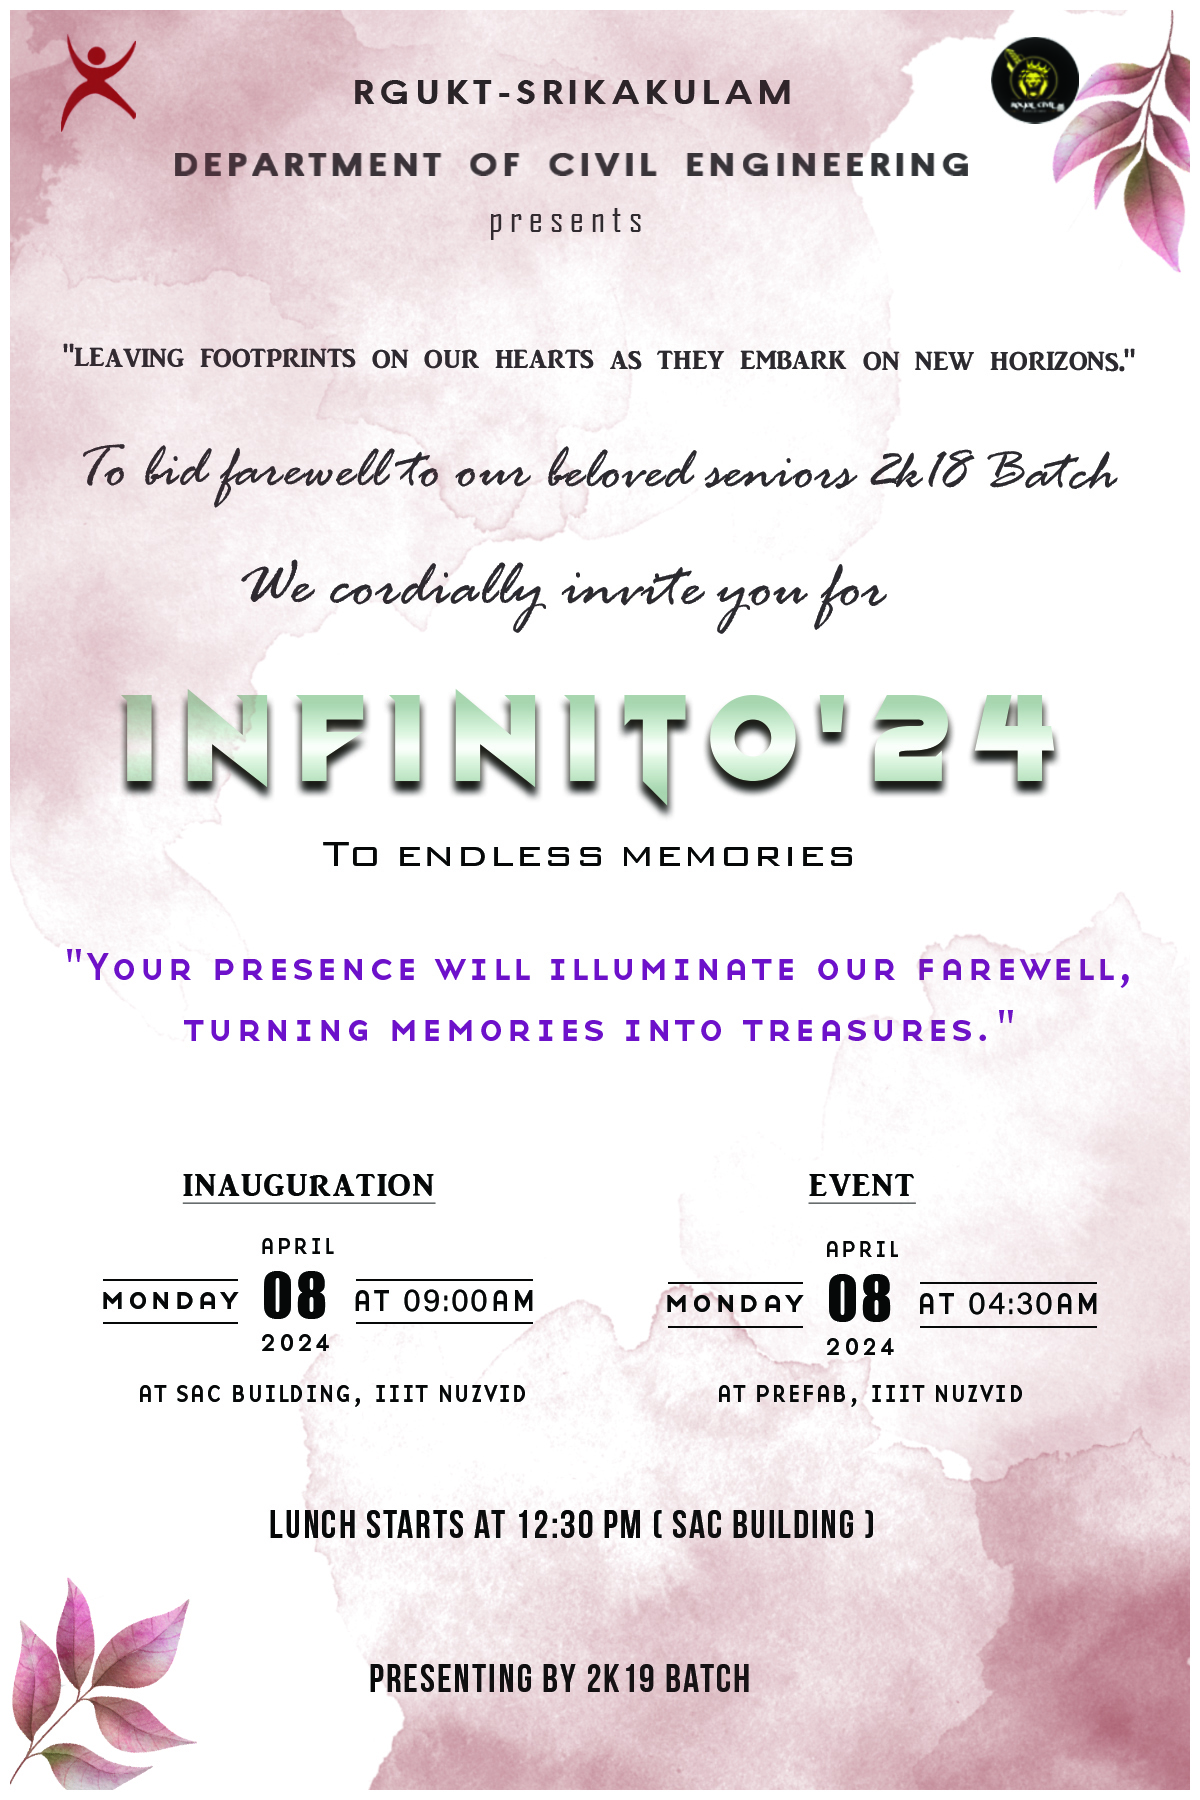 RGUKT-SRIKAKULAM
ROYAL CIVIL
DEPARTMENT OF CIVIL ENGINEERING
presents
"LEAVING FOOTPRINTS ON OUR HEARTS AS THEY EMBARK ON NEW HORIZONS."
To bid farewell to our beloved seniors 2k18 Batch
We cordially invite you for
INFINITO'24
TO ENDLESS MEMORIES
"YOUR PRESENCE WILL ILLUMINATE OUR FAREWELL,
TURNING MEMORIES INTO TREASURES."
INAUGURATION
APRIL
MONDAY 08 AT 09:00AM
2024
AT SAC BUILDING, IIIT NUZVID
EVENT
APRIL
MONDAY 08 AT 04:30AM
2024
AT PREFAB, IIIT NUZVID
LUNCH STARTS AT 12:30 PM ( SAC BUILDING )
PRESENTING BY 2K19 BATCH